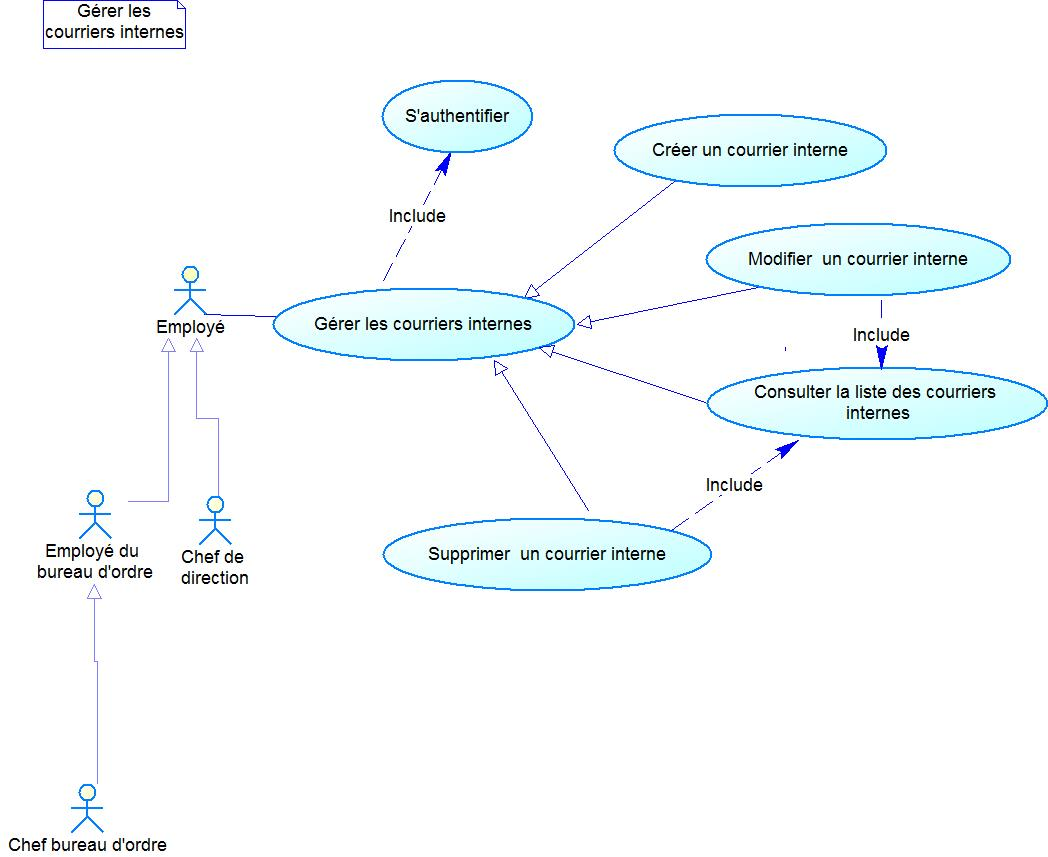 Gérer les
courriers internes
S'authentifier
Créer un courrier interne
Include
Modifier  un courrier interne
Employé
Gérer les courriers internes
Include
Consulter la liste des courriers
internes
Include
Employé du
bureau d'ordre
Chef de
direction
Supprimer  un courrier interne
Chef bureau d'ordre